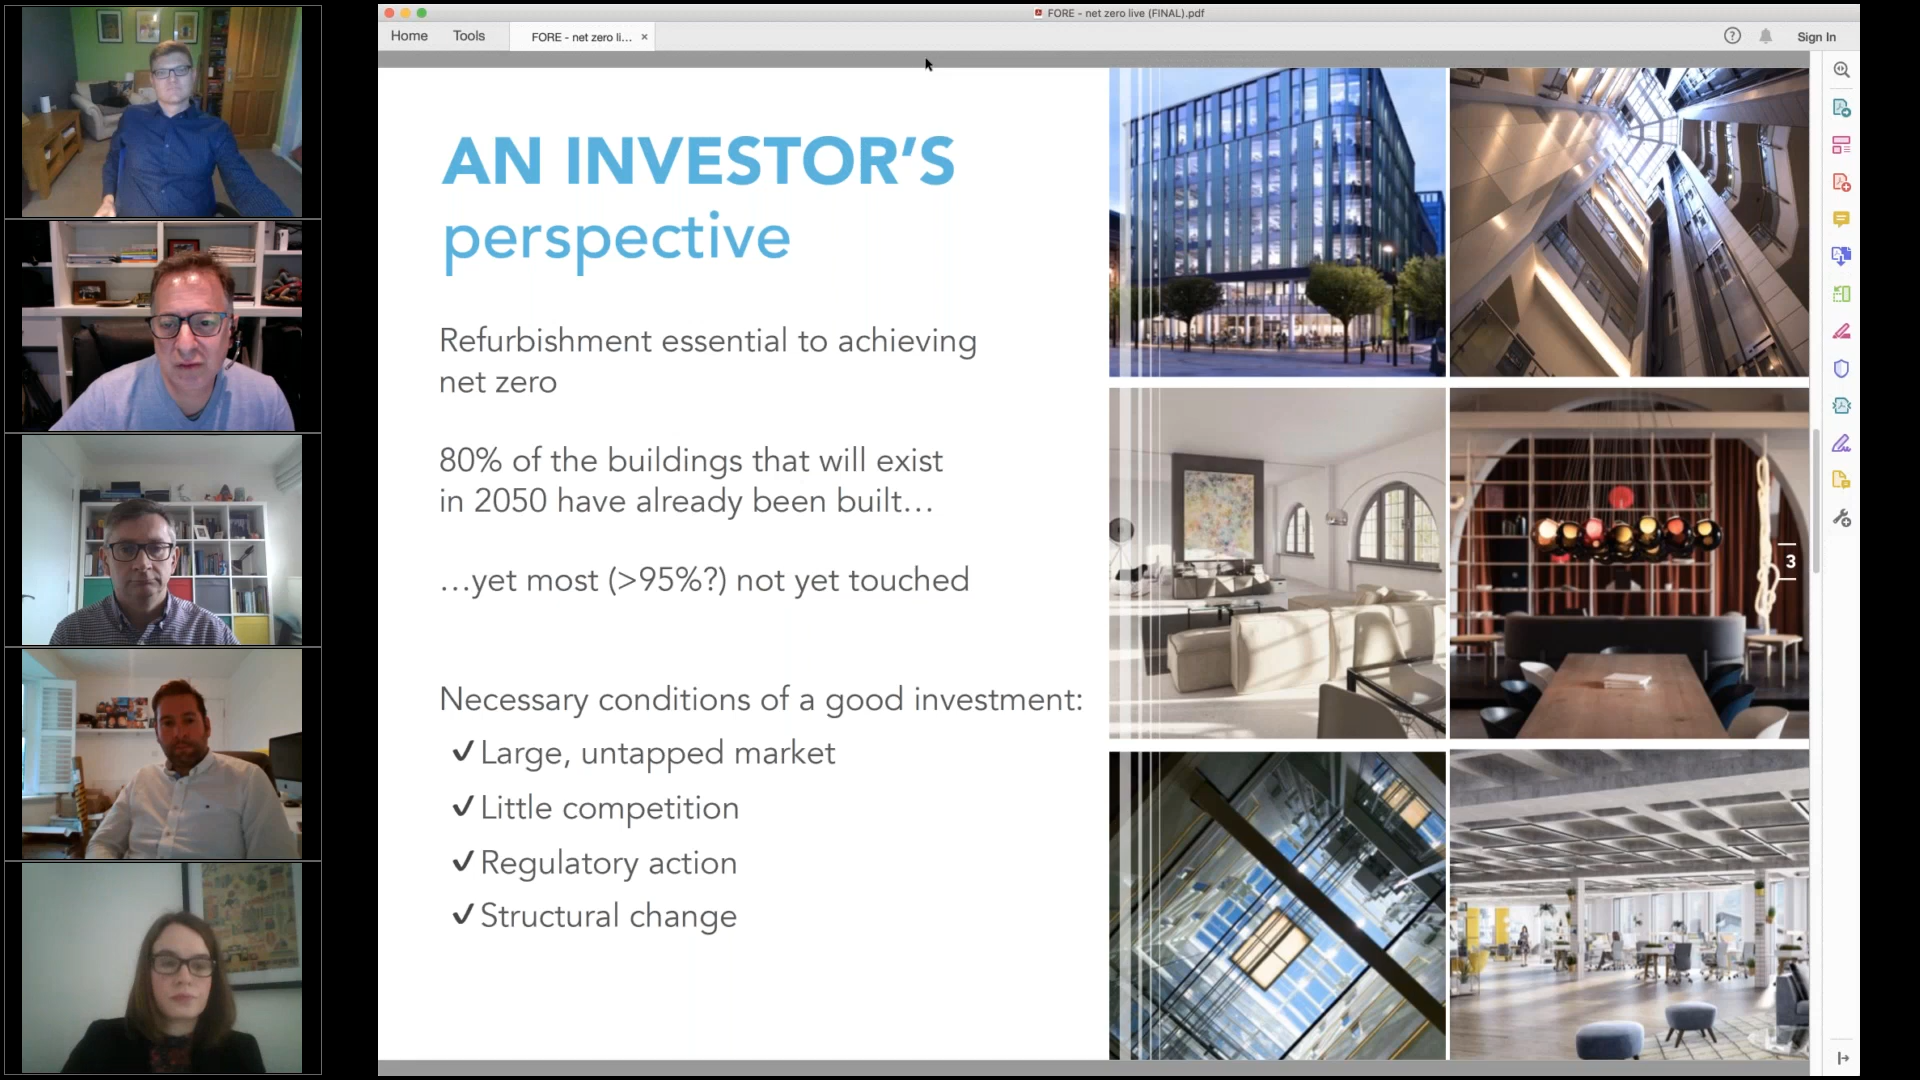 FORE - net zero live (FINAL).pdf
Home
Tools
FORE - net zero li... ×
Sign In
AN INVESTOR’S
perspective
Refurbishment essential to achieving
net zero
80% of the buildings that will exist
in 2050 have already been built…
…yet most (>95%?) not yet touched
Necessary conditions of a good investment:
✓Large, untapped market
✓Little competition
✓Regulatory action
✓Structural change
3